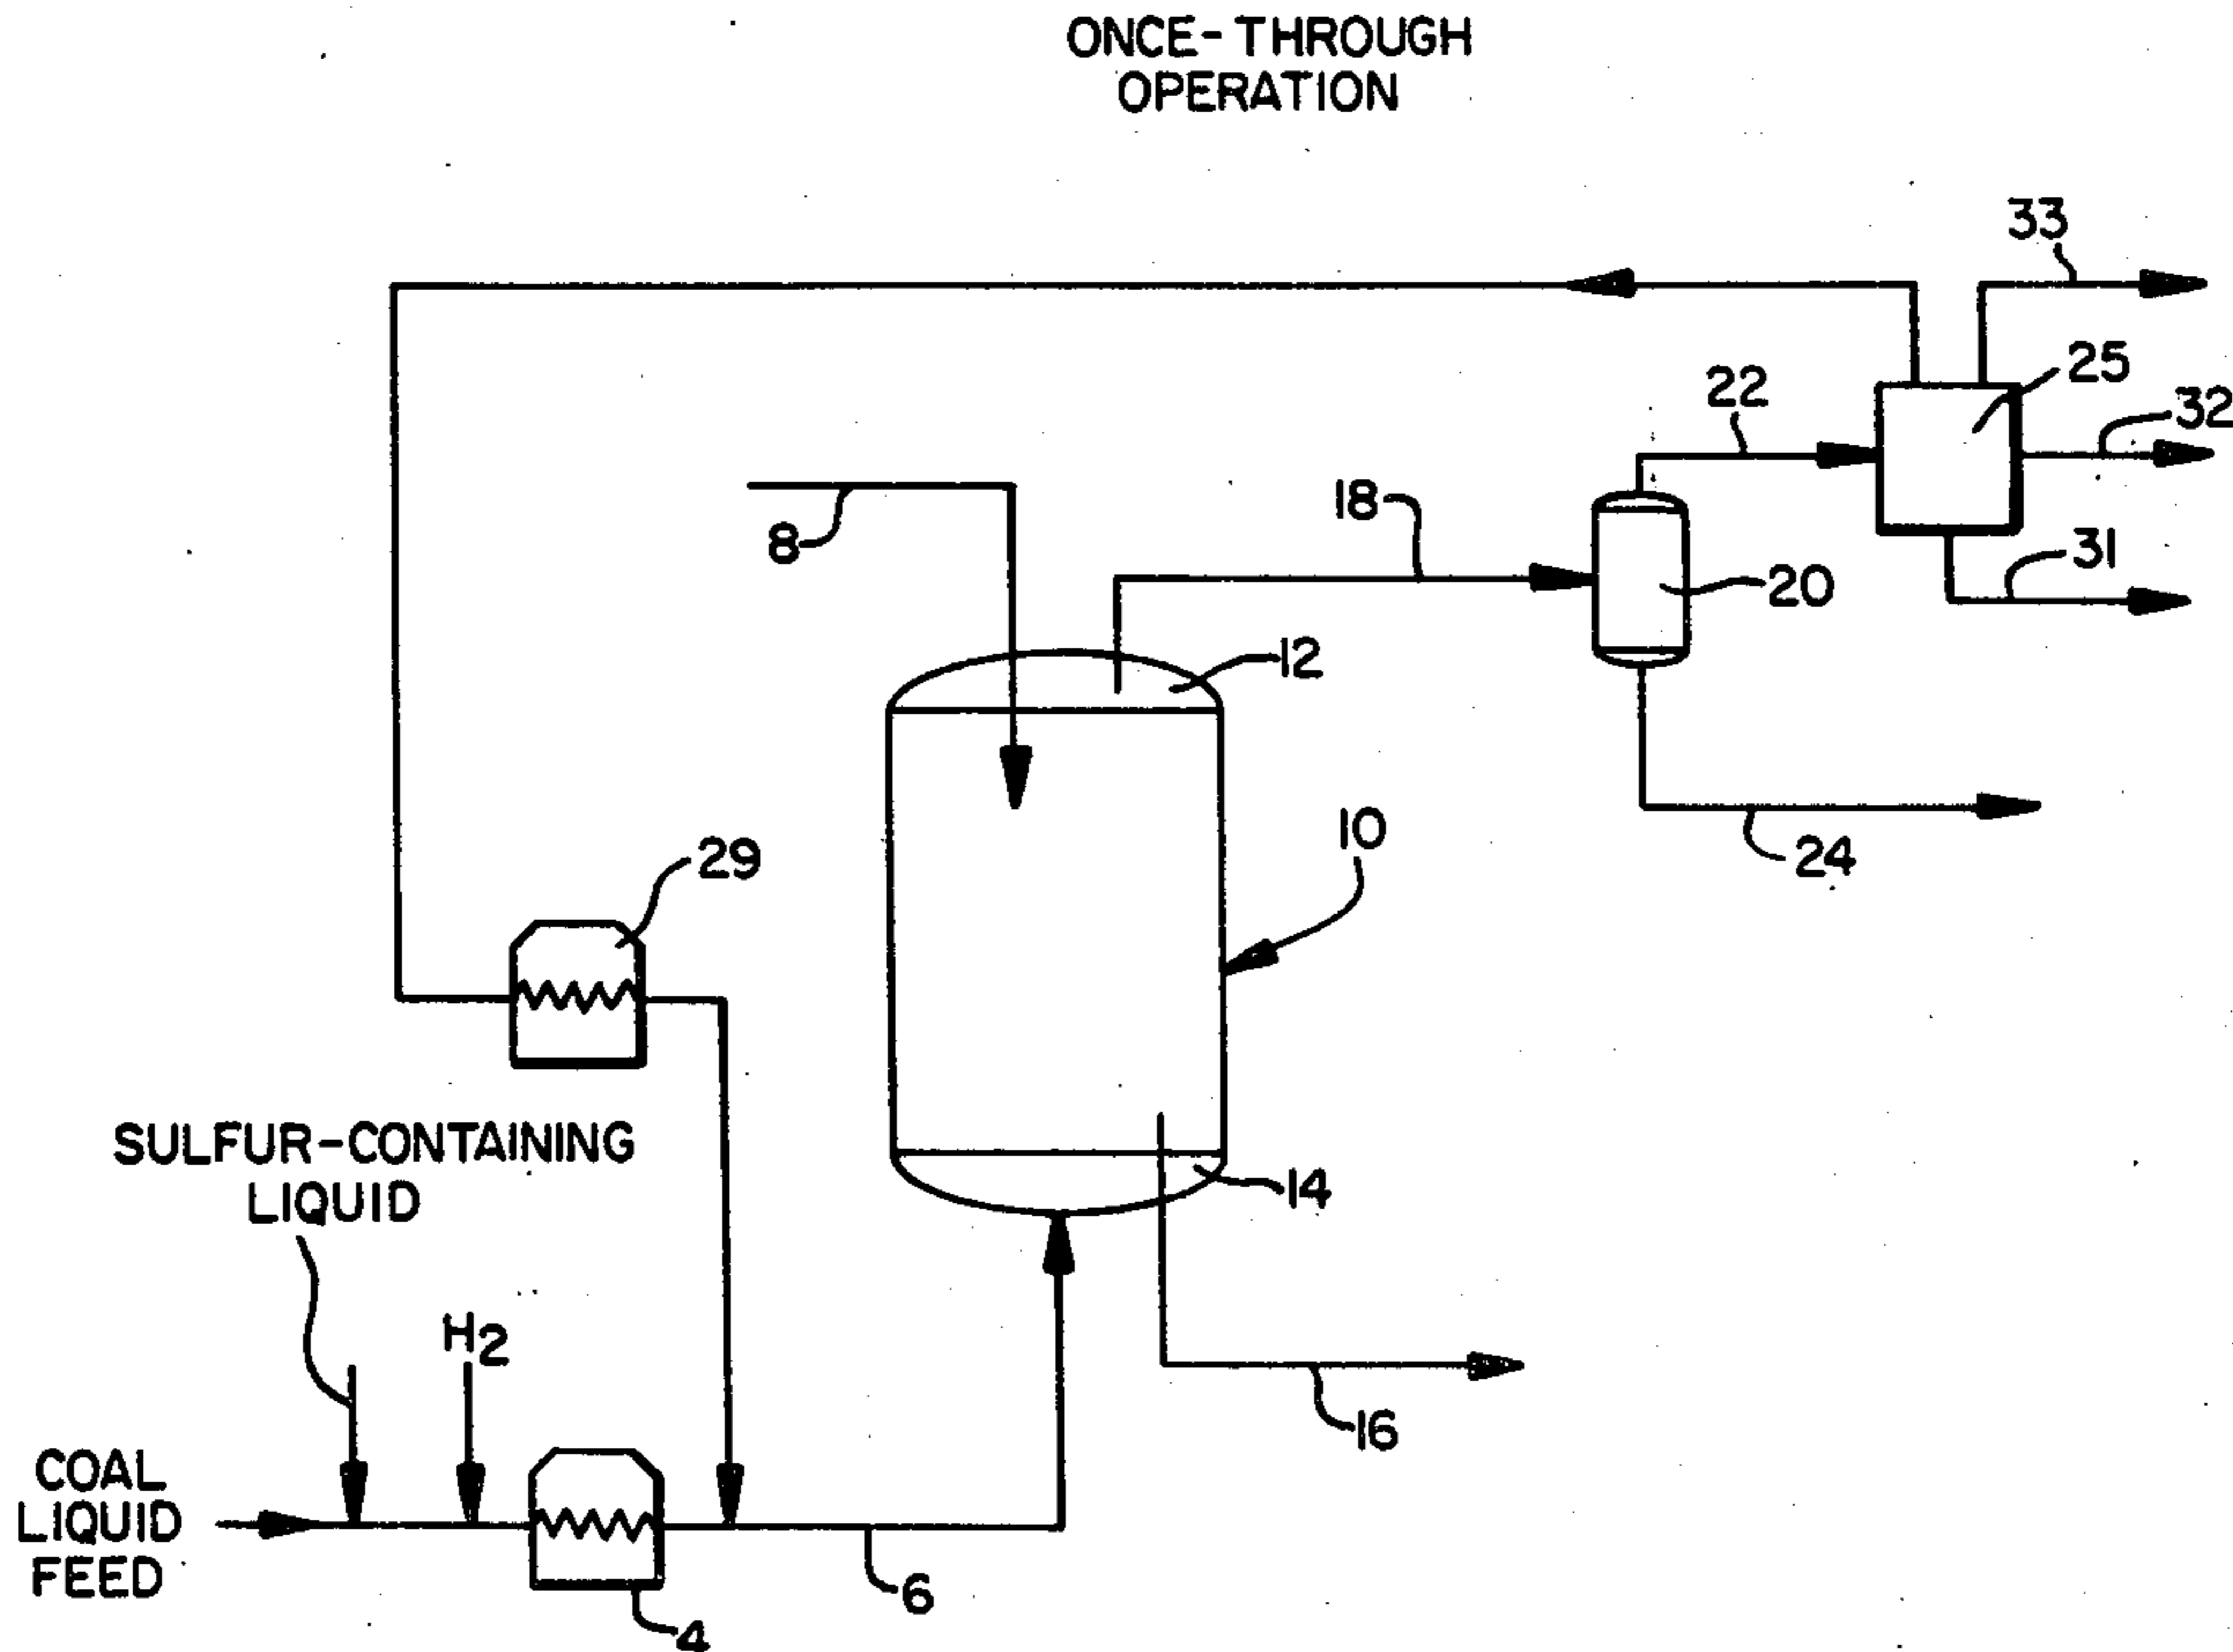 ONCE-THROUGH
OPERATION
33
25
22
32
18
8
31
20
12
10
24
29
SULFUR-CONTAINING
LIQUID
14
H2
16
COAL
LIQUID
FEED
6
4